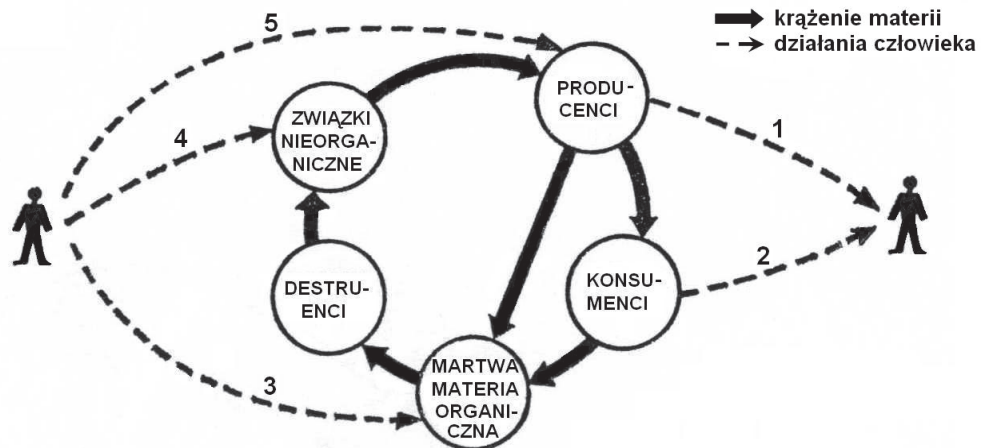 krążenie materii
działania człowieka
5
PRODU-
CENCI
1
ZWIĄZKI
NIEORGA-
NICZNE
4
2
KONSU-
MENCI
DESTRU-
ENCI
3
MARTWA
MATERIA
ORGANI-
CZNA